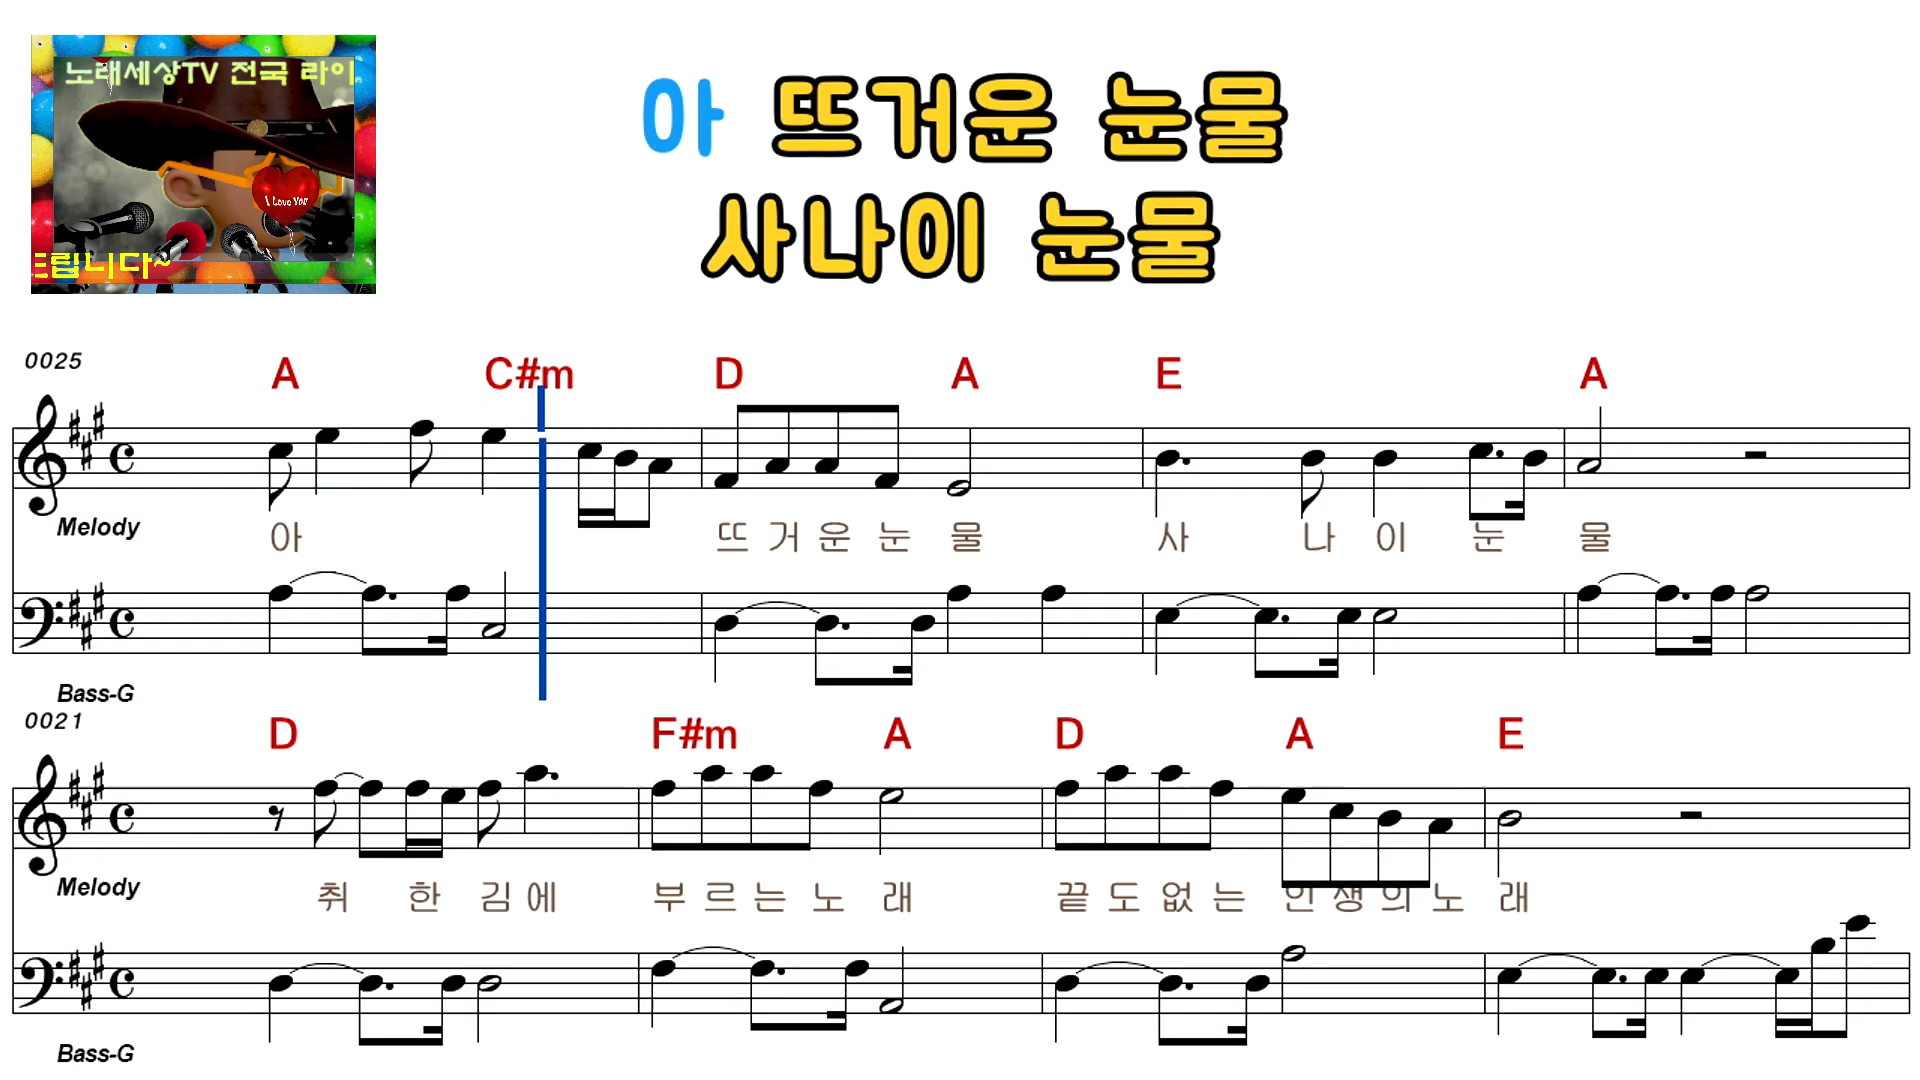 노래세상TV 전국 라이
I Love You
드립니다~
아 뜨거운 눈물
사나이 눈물
0025
A C#m D A E A
Melody
아 뜨 거 운 눈 물 사 나 이 눈 물
Bass-G
0021
D F#m A D A E
Melody
취 한 김 에 부 르 는 노 래 끝 도 없 는 인 생 의 노 래
Bass-G